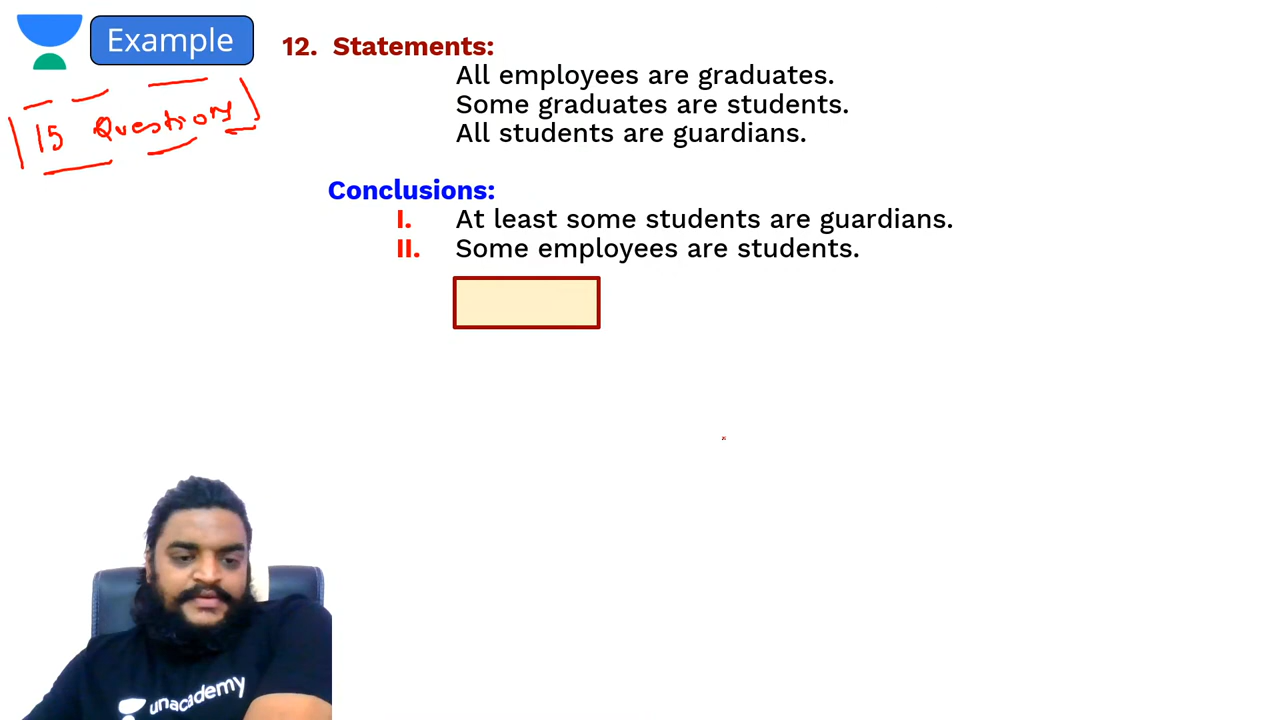 Example
15 Questions
12. Statements:
All employees are graduates.
Some graduates are students.
All students are guardians.
Conclusions:
I. At least some students are guardians.
II. Some employees are students.
unacademy